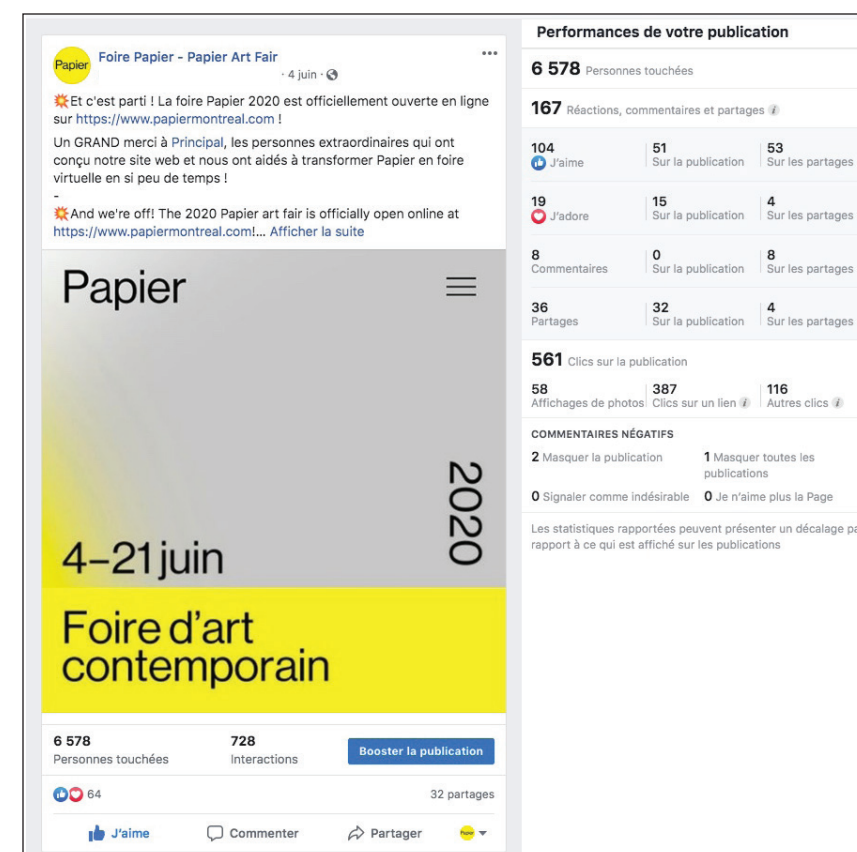 Papier
Foire Papier - Papier Art Fair
· 4 juin ·
Et c'est parti ! La foire Papier 2020 est officiellement ouverte en ligne
sur https://www.papiermontreal.com !
Un GRAND merci à Principal, les personnes extraordinaires qui ont
conçu notre site web et nous ont aidés à transformer Papier en foire
virtuelle en si peu de temps !
-
And we're off! The 2020 Papier art fair is officially open online at
https://www.papiermontreal.com!... Afficher la suite
Papier
2020
4–21 juin
Foire d'art
contemporain
6 578 728
Personnes touchées Interactions
Booster la publication
64 32 partages
J'aime Commenter Partager Papier
Performances de votre publication
6 578 Personnes touchées
167 Réactions, commentaires et partages i
104 51 53
J'aime Sur la publication Sur les partages
19 15 4
J'adore Sur la publication Sur les partages
8 0 8
Commentaires Sur la publication Sur les partages
36 32 4
Partages Sur la publication Sur les partages
561 Clics sur la publication
58 387 116
Affichages de photos Clics sur un lien i Autres clics i
COMMENTAIRES NÉGATIFS
2 Masquer la publication 1 Masquer toutes les
publications
0 Signaler comme indésirable 0 Je n'aime plus la Page
Les statistiques rapportées peuvent présenter un décalage pa
rapport à ce qui est affiché sur les publications